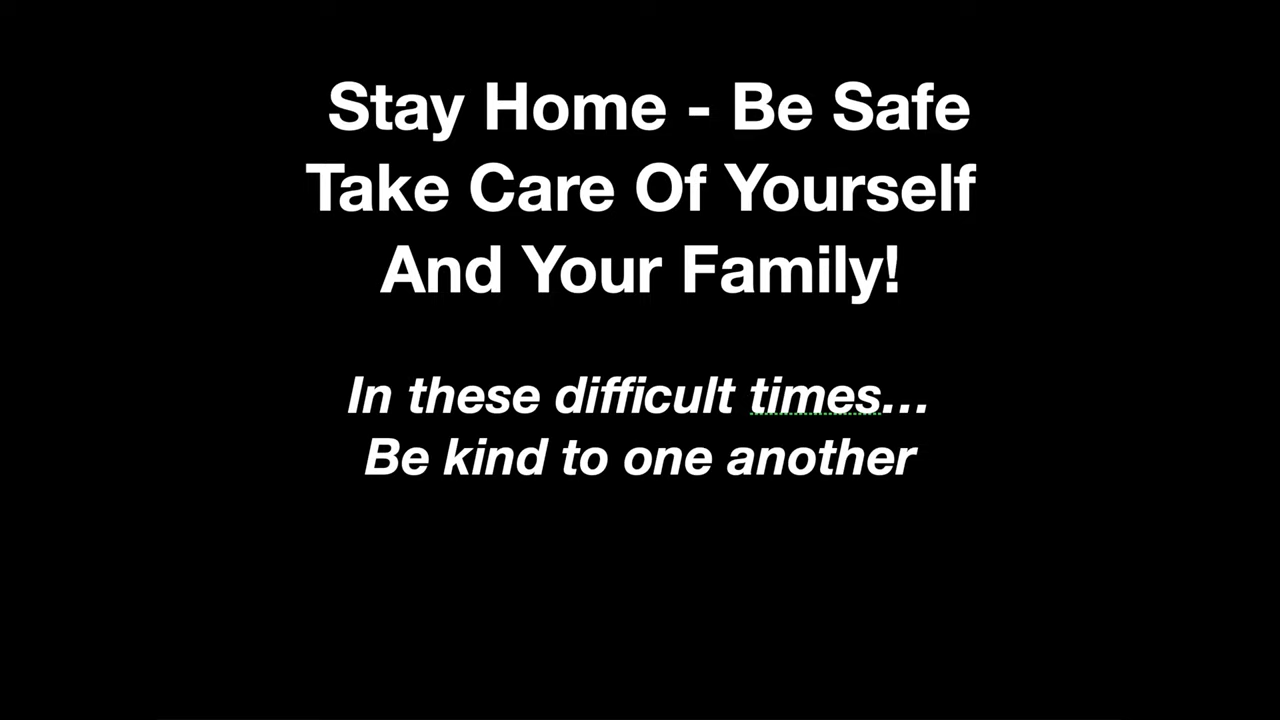 Stay Home - Be Safe
Take Care Of Yourself
And Your Family!
In these difficult times...
Be kind to one another